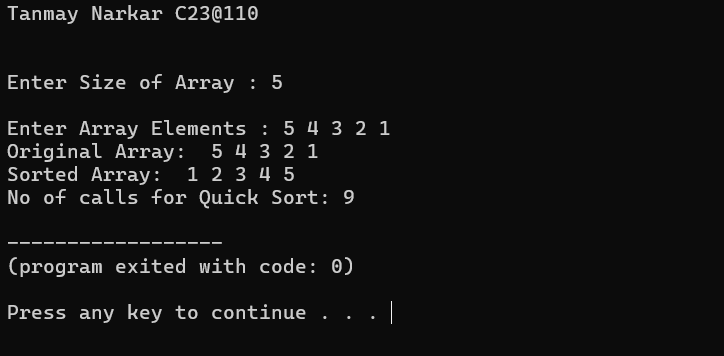 Tanmay Narkar C23@110
Enter Size of Array : 5
Enter Array Elements : 5 4 3 2 1
Original Array:  5 4 3 2 1
Sorted Array:  1 2 3 4 5
No of calls for Quick Sort: 9
------------------
(program exited with code: 0)
Press any key to continue . . .